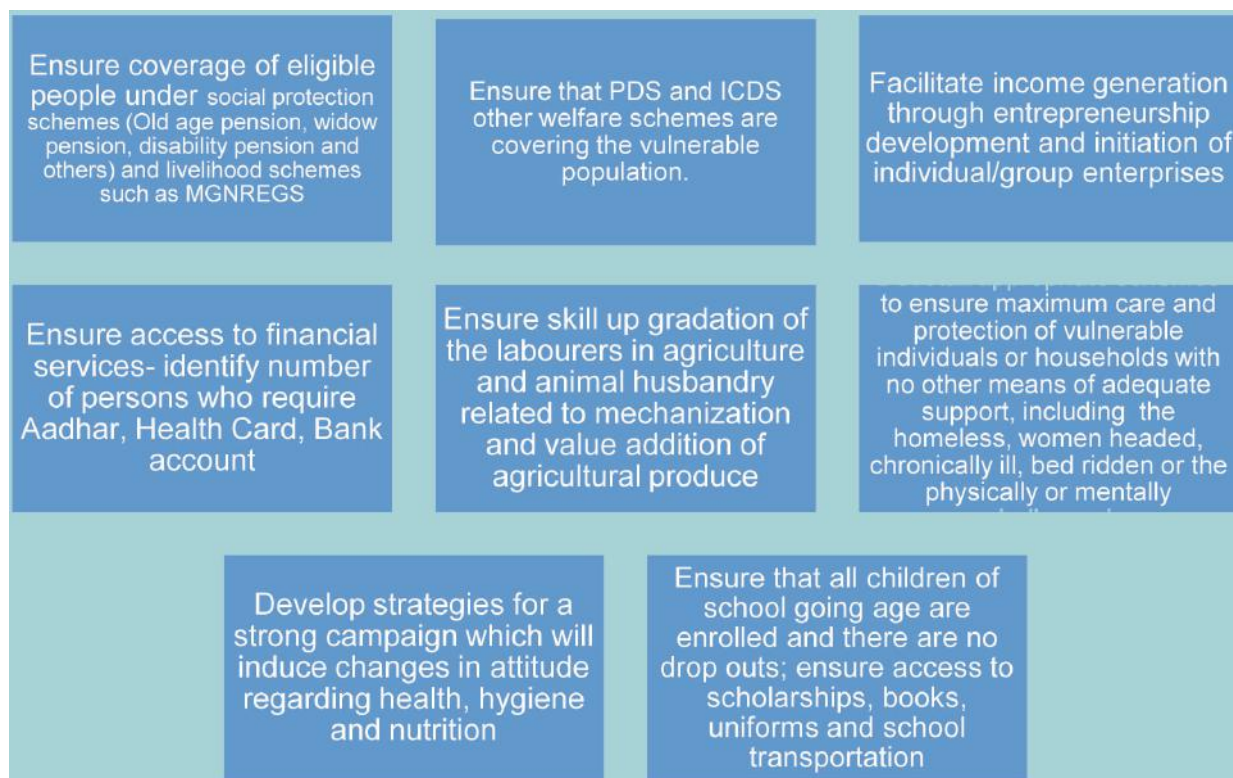 Ensure coverage of eligible
people under social protection
schemes (Old age pension, widow
pension, disability pension and
others) and livelihood schemes
such as MGNREGS
Ensure that PDS and ICDS
other welfare schemes are
covering the vulnerable
population.
Facilitate income generation
through entrepreneurship
development and initiation of
individual/group enterprises
Ensure access to financial
services- identify number
of persons who require
Aadhar, Health Card, Bank
account
Ensure skill up gradation of
the labourers in agriculture
and animal husbandry
related to mechanization
and value addition of
agricultural produce
to ensure maximum care and
protection of vulnerable
individuals or households with
no other means of adequate
support, including the
homeless, women headed,
chronically ill, bed ridden or the
physically or mentally
Develop strategies for a
strong campaign which will
induce changes in attitude
regarding health, hygiene
and nutrition
Ensure that all children of
school going age are
enrolled and there are no
drop outs; ensure access to
scholarships, books,
uniforms and school
transportation